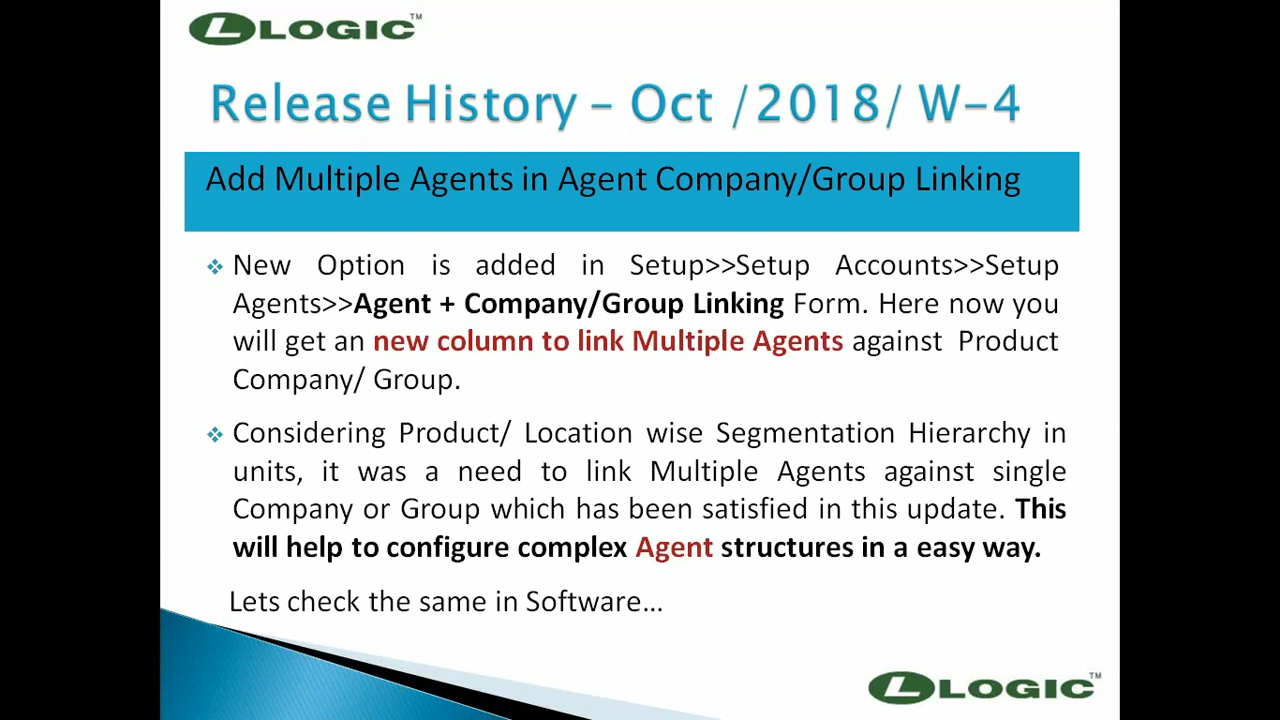 L LOGIC™
Release History – Oct /2018/ W-4
Add Multiple Agents in Agent Company/Group Linking
New Option is added in Setup>>Setup Accounts>>Setup
Agents>>Agent + Company/Group Linking Form. Here now you
will get an new column to link Multiple Agents against Product
Company/ Group.
Considering Product/ Location wise Segmentation Hierarchy in
units, it was a need to link Multiple Agents against single
Company or Group which has been satisfied in this update. This
will help to configure complex Agent structures in a easy way.
Lets check the same in Software...
L LOGIC™